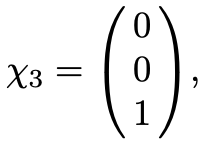 χ₃ = ( 0
0
1 ),